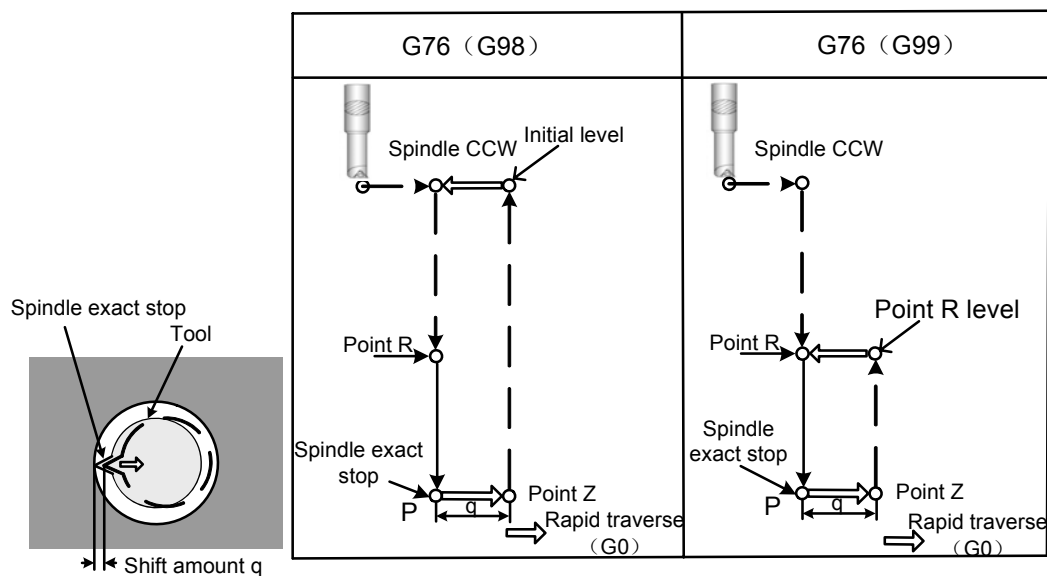 G76（G98）
G76（G99）
Spindle CCW
Initial level
Point R
Spindle exact
stop
P
q
Point Z
Rapid traverse
（G0）
Spindle CCW
Point R level
Point R
Spindle
exact stop
P
q
Point Z
Rapid traverse
（G0）
Spindle exact stop
Tool
Shift amount q